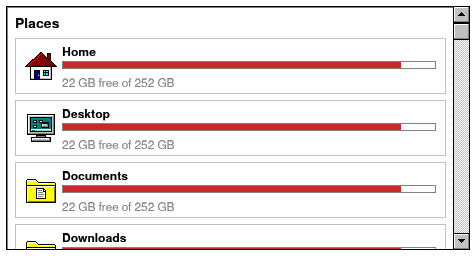 Places
Home
22 GB free of 252 GB
Desktop
22 GB free of 252 GB
Documents
22 GB free of 252 GB
Downloads